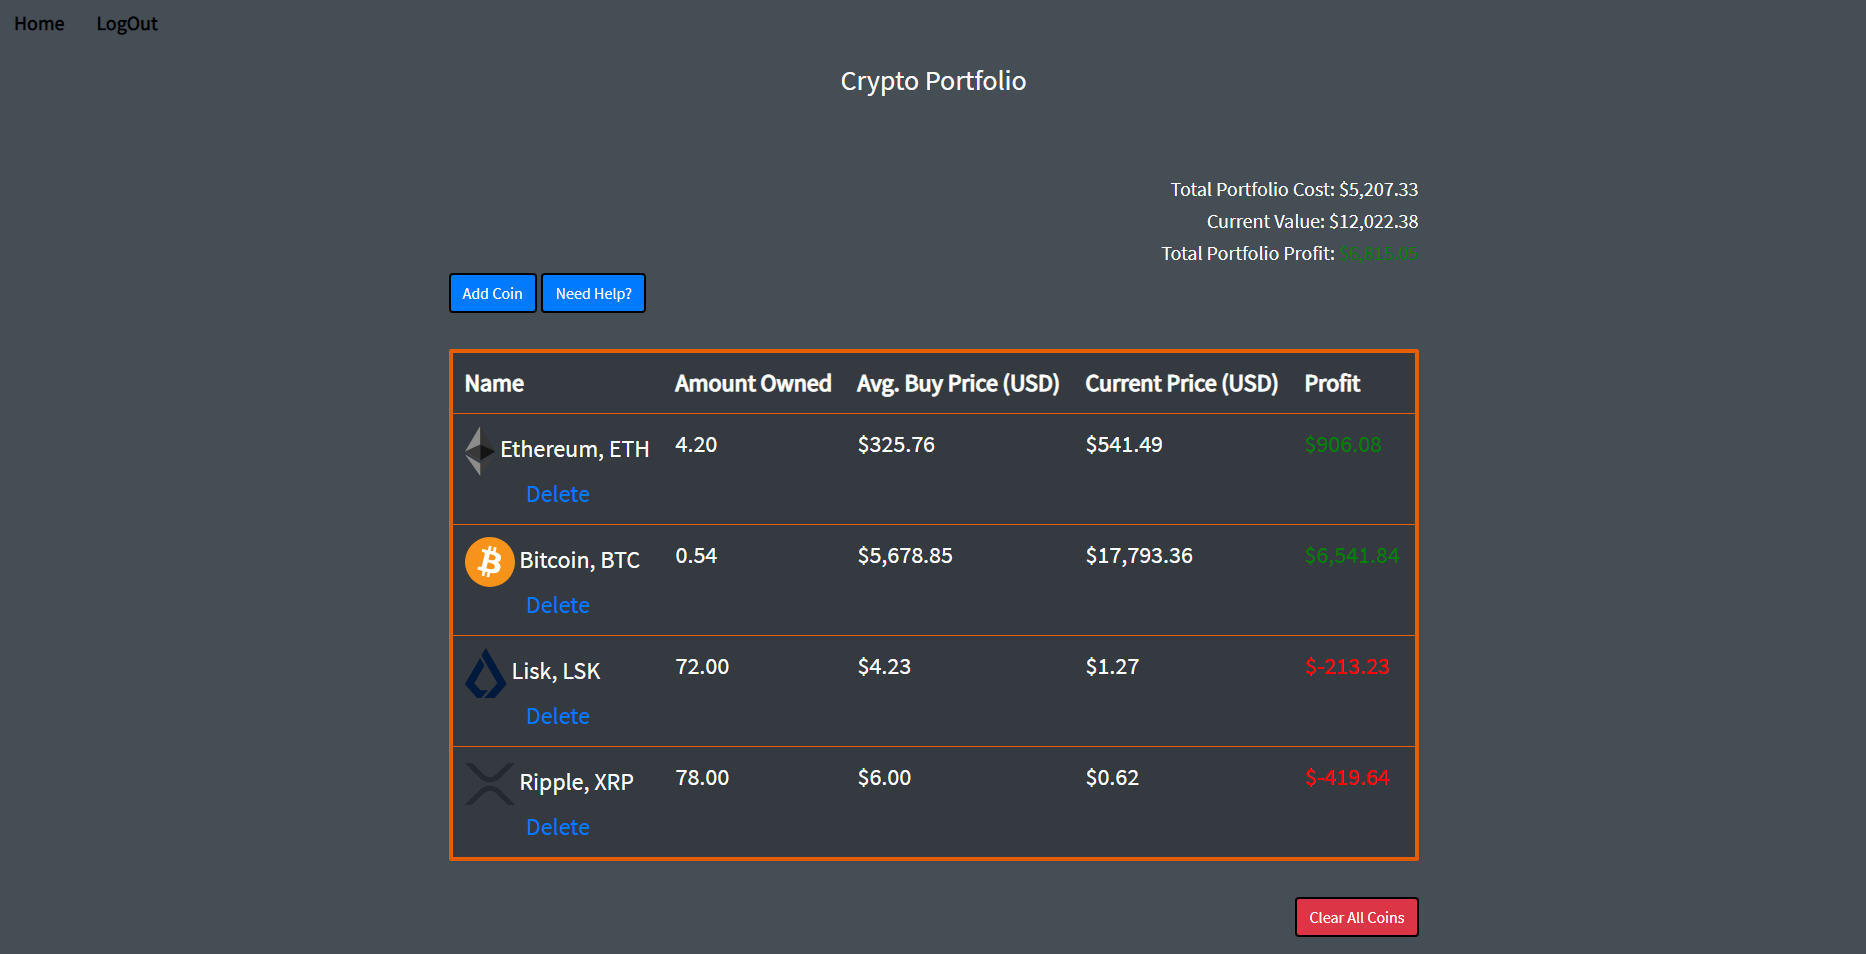 Home LogOut
Crypto Portfolio
Total Portfolio Cost: $5,207.33
Current Value: $12,022.38
Total Portfolio Profit:
Add Coin Need Help?
Name Amount Owned Avg. Buy Price (USD) Current Price (USD) Profit
Ethereum, ETH 4.20 $325.76 $541.49 $906.08
Delete
Bitcoin, BTC 0.54 $5,678.85 $17,793.36 $6,541.84
Delete
Lisk, LSK 72.00 $4.23 $1.27 $-213.23
Delete
Ripple, XRP 78.00 $6.00 $0.62 $-419.64
Delete
Clear All Coins